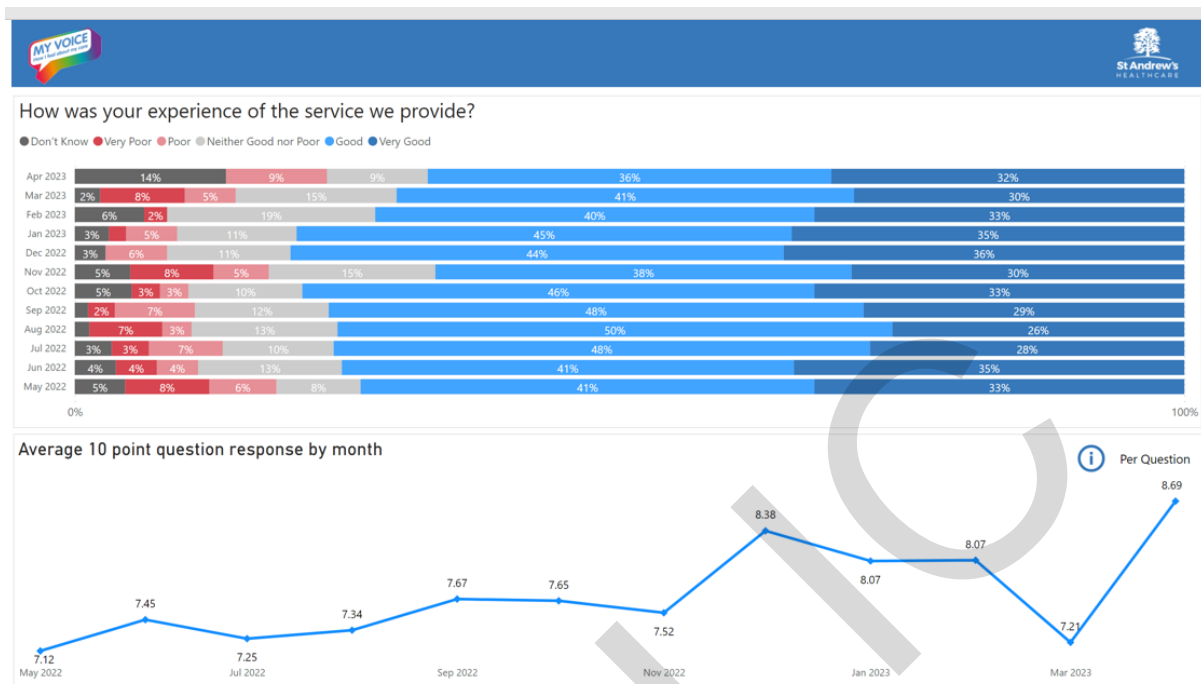 MY VOICE
How I feel about my care
St Andrew's
HEALTHCARE
How was your experience of the service we provide?
Don't Know Very Poor Poor Neither Good nor Poor Good Very Good
Apr 2023 14% 9% 9% 36% 32%
Mar 2023 2% 8% 5% 15% 41% 30%
Feb 2023 6% 2% 19% 40% 33%
Jan 2023 3% 5% 11% 45% 35%
Dec 2022 3% 6% 11% 44% 36%
Nov 2022 5% 8% 5% 15% 38% 30%
Oct 2022 5% 3% 3% 10% 46% 33%
Sep 2022 2% 7% 12% 48% 29%
Aug 2022 7% 3% 13% 50% 26%
Jul 2022 3% 3% 7% 10% 48% 28%
Jun 2022 4% 4% 4% 13% 41% 35%
May 2022 5% 8% 6% 8% 41% 33%
0% 100%
Average 10 point question response by month
i Per Question
7.12 7.45 7.25 7.34 7.67 7.65 7.52 8.38 8.07 8.07 7.21 8.69
May 2022 Jul 2022 Sep 2022 Nov 2022 Jan 2023 Mar 2023